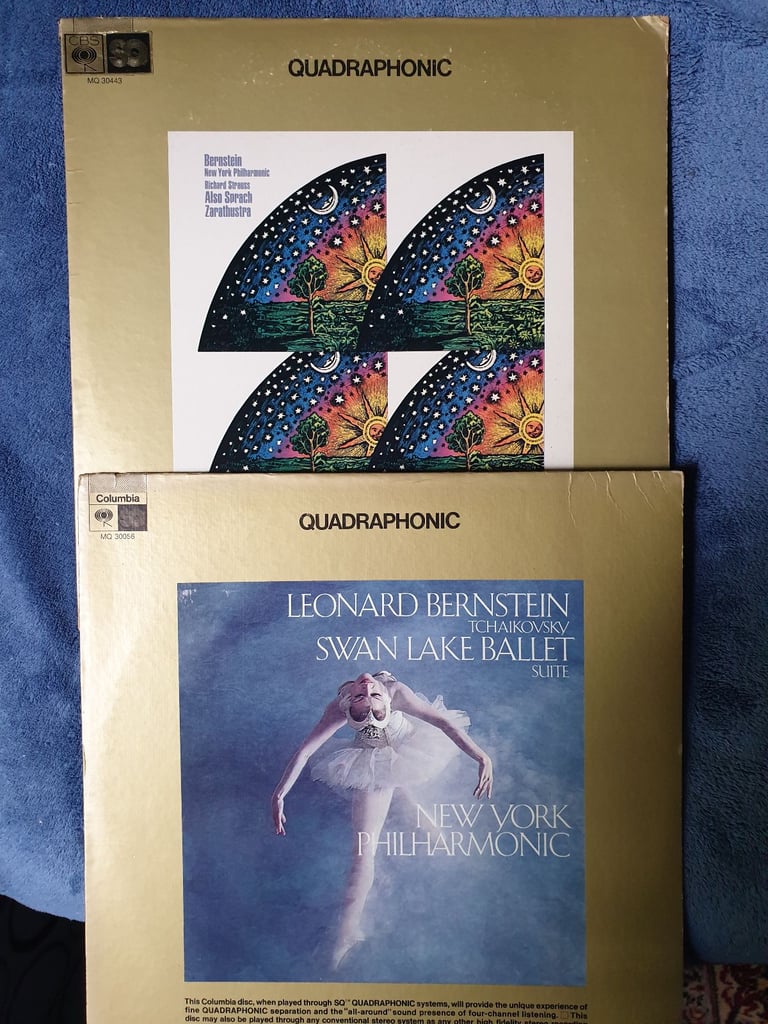 CBS
SQ
MQ 30443
QUADRAPHONIC
Bernstein
New York Philharmonic
Richard Strauss
Also Sprach
Zarathustra
Columbia
MQ 30056
QUADRAPHONIC
LEONARD BERNSTEIN
TCHAIKOVSKY
SWAN LAKE BALLET
SUITE
NEW YORK
PHILHARMONIC
This Columbia disc, when played through SQ™ QUADRAPHONIC systems, will provide the unique experience of
fine QUADRAPHONIC separation and the "all-around" sound presence of four-channel listening. □ This
disc may also be played through any conventional stereo system as any other high fidelity stereo